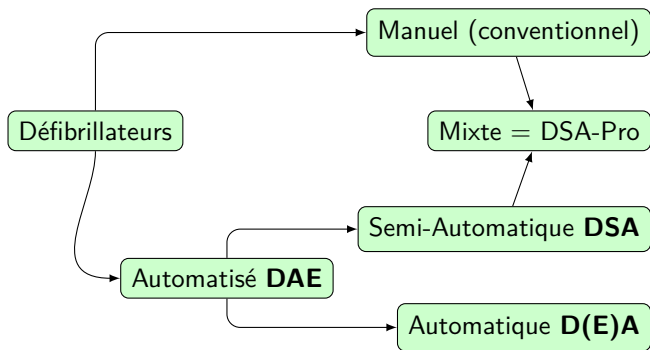 Manuel (conventionnel)
Défibrillateurs
Mixte = DSA-Pro
Semi-Automatique DSA
Automatisé DAE
Automatique D(E)A